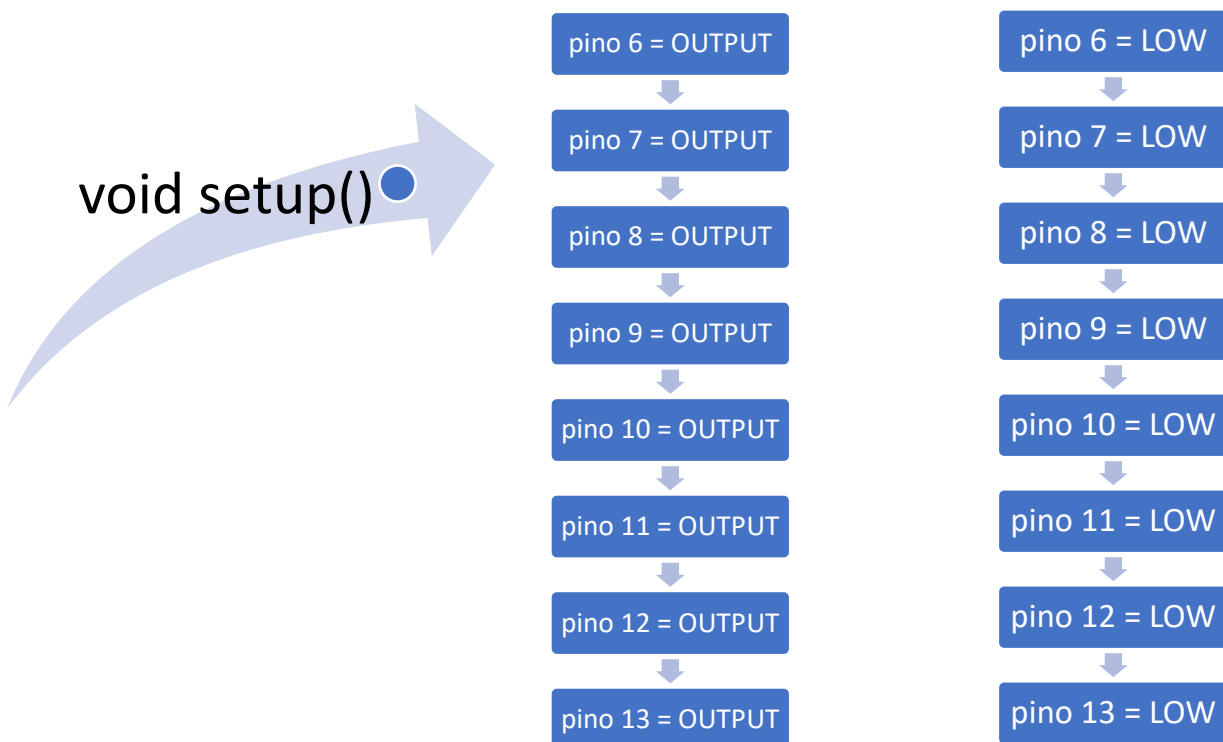 void setup()
pino 6 = OUTPUT
pino 7 = OUTPUT
pino 8 = OUTPUT
pino 9 = OUTPUT
pino 10 = OUTPUT
pino 11 = OUTPUT
pino 12 = OUTPUT
pino 13 = OUTPUT
pino 6 = LOW
pino 7 = LOW
pino 8 = LOW
pino 9 = LOW
pino 10 = LOW
pino 11 = LOW
pino 12 = LOW
pino 13 = LOW